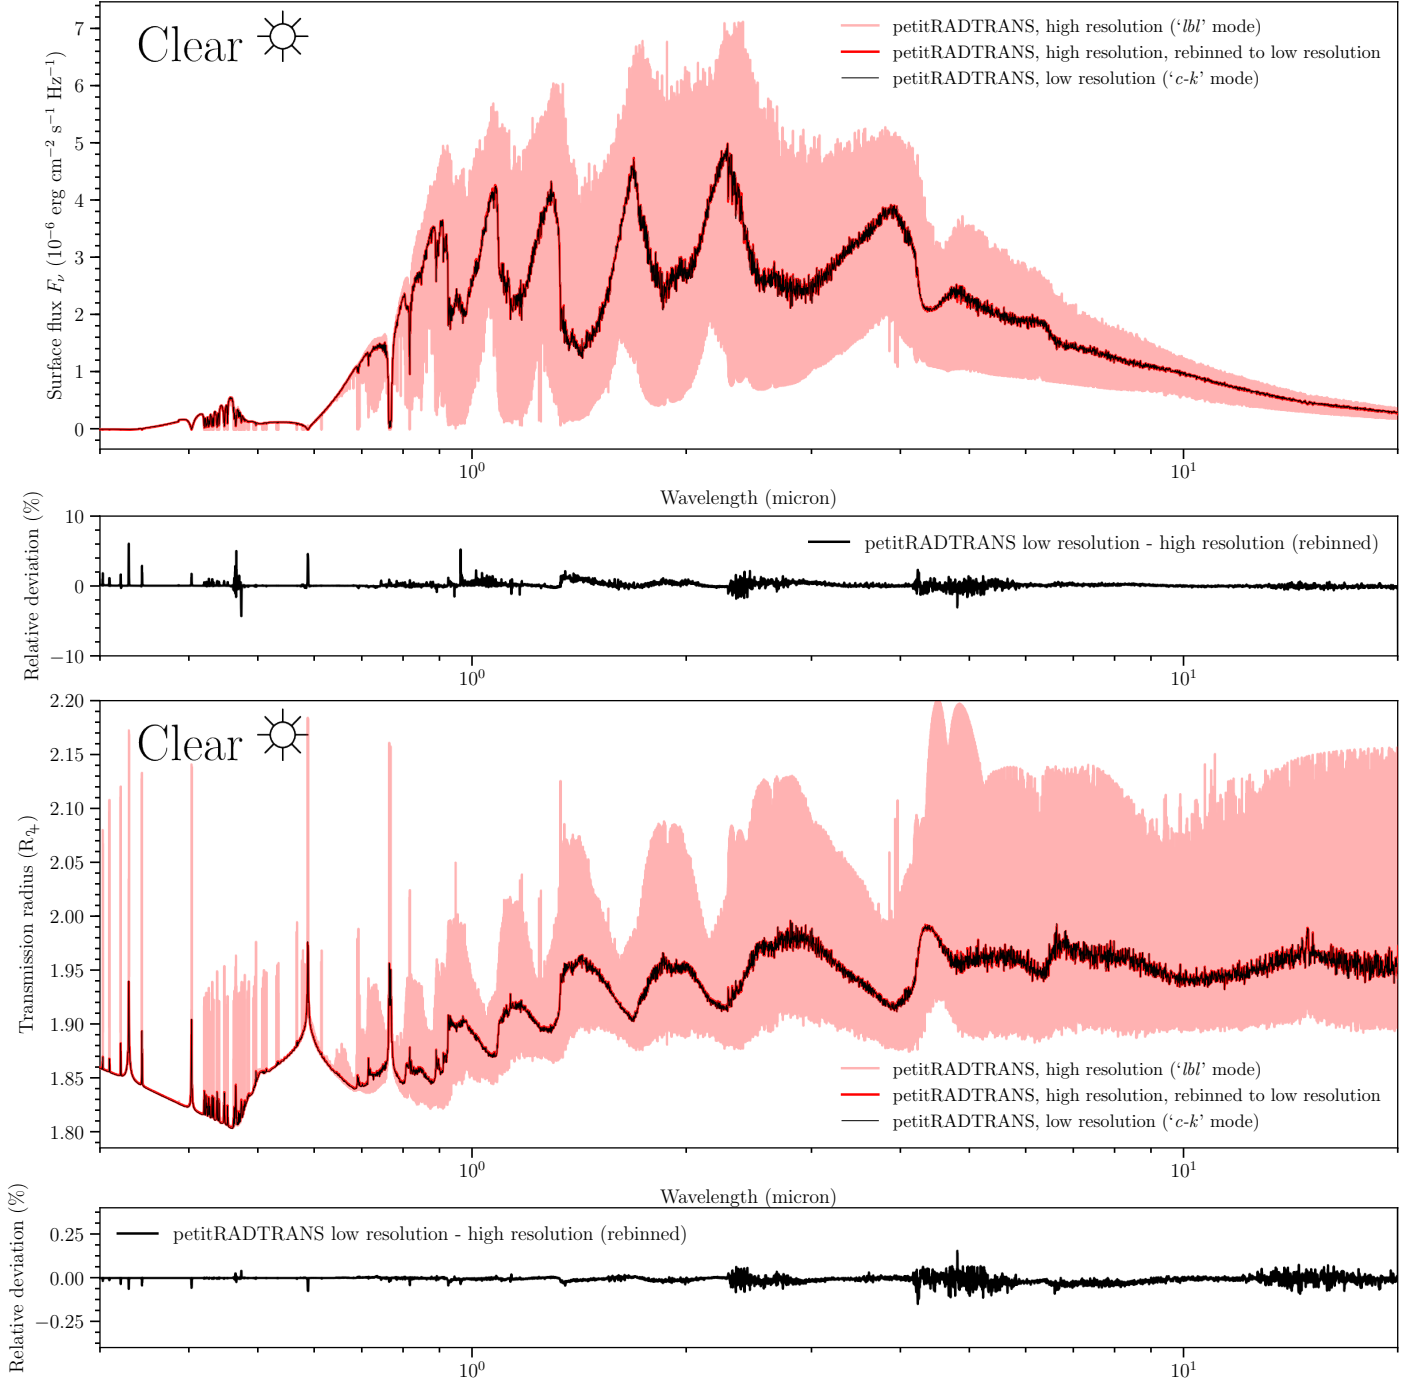 Clear
petitRADTRANS, high resolution (‘lbl’ mode)
petitRADTRANS, high resolution, rebinned to low resolution
petitRADTRANS, low resolution (‘c-k’ mode)
Surface flux Eν (10⁻⁶ erg cm⁻² s⁻¹ Hz⁻¹)
7
6
5
4
3
2
1
0
10⁰
10¹
Wavelength (micron)
Relative deviation (%)
10
0
−10
petitRADTRANS low resolution - high resolution (rebinned)
10⁰
10¹
Clear
Transmission radius (R♃)
2.20
2.15
2.10
2.05
2.00
1.95
1.90
1.85
1.80
petitRADTRANS, high resolution (‘lbl’ mode)
petitRADTRANS, high resolution, rebinned to low resolution
petitRADTRANS, low resolution (‘c-k’ mode)
10⁰
10¹
Wavelength (micron)
Relative deviation (%)
0.25
0.00
−0.25
petitRADTRANS low resolution - high resolution (rebinned)
10⁰
10¹